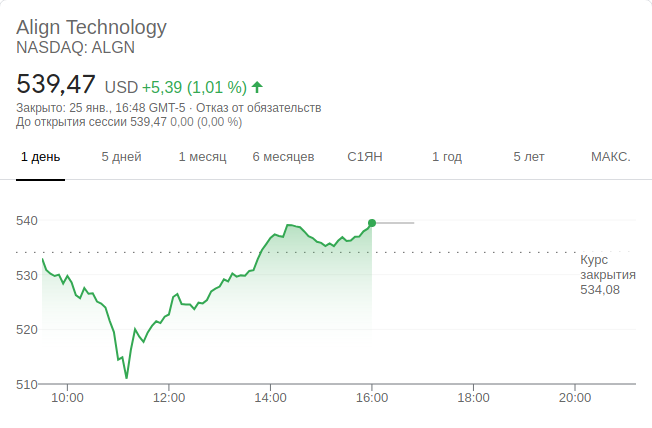 Align Technology
NASDAQ: ALGN
539,47 USD +5,39 (1,01 %)
Закрыто: 25 янв., 16:48 GMT-5 · Отказ от обязательств
До открытия сессии 539,47 0,00 (0,00 %)
1 день 5 дней 1 месяц 6 месяцев С1ЯН 1 год 5 лет МАКС.
540
530
520
510
Курс
закрытия
534,08
10:00 12:00 14:00 16:00 18:00 20:00